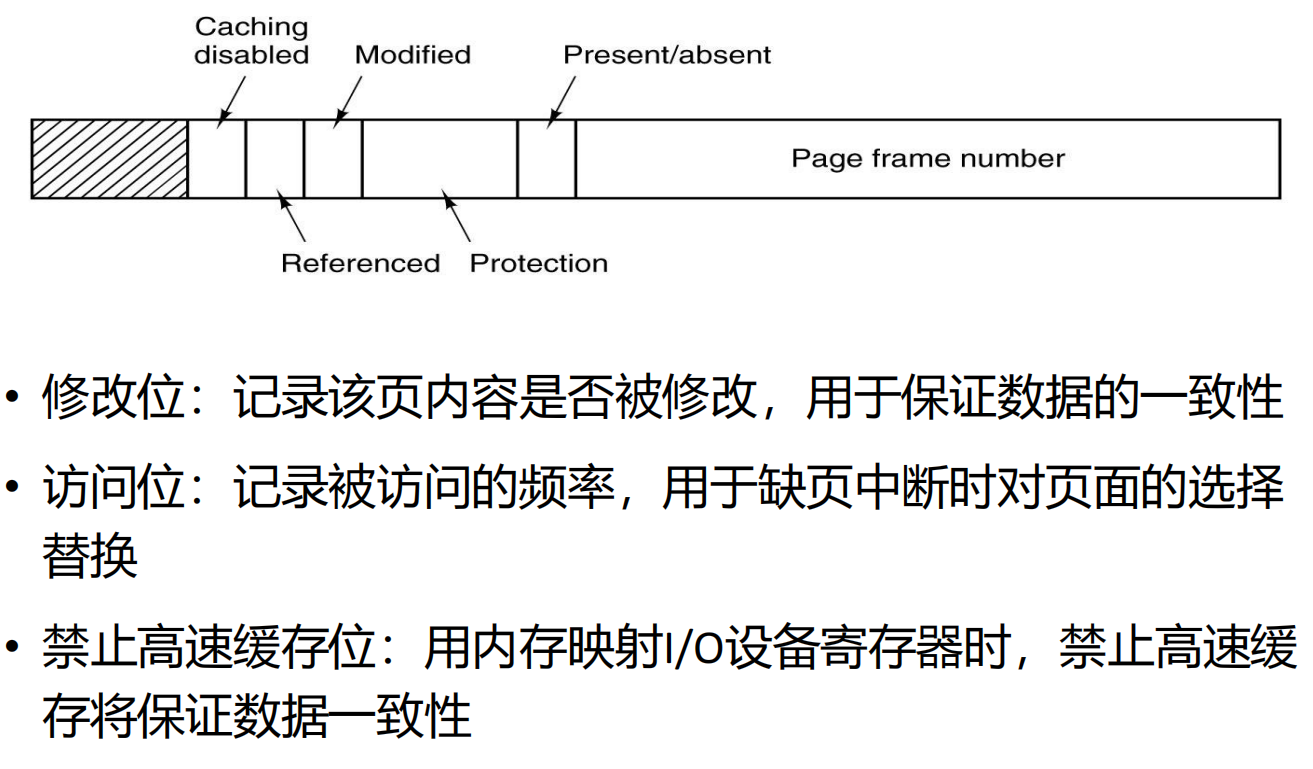 Caching
disabled
Modified
Present/absent
Page frame number
Referenced
Protection
• 修改位：记录该页内容是否被修改，用于保证数据的一致性
• 访问位：记录被访问的频率，用于缺页中断时对页面的选择
替换
• 禁止高速缓存位：用内存映射I/O设备寄存器时，禁止高速缓
存将保证数据一致性